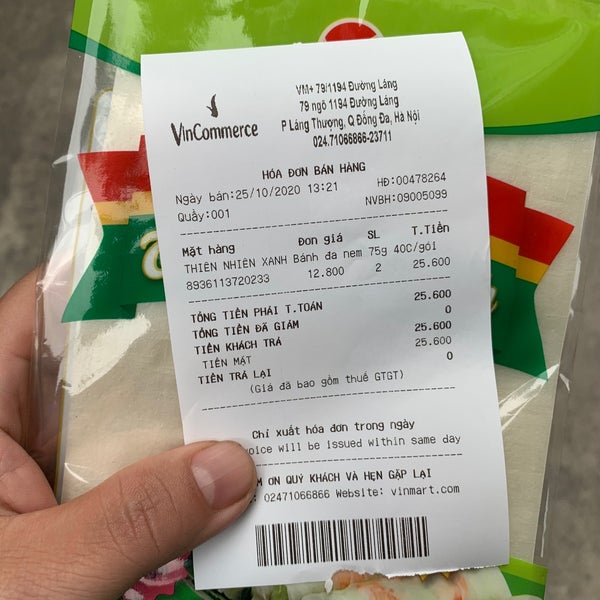 VinCommerce
VM+ 79/1194 Đường Láng
79 ngõ 1194 Đường Láng
P Láng Thượng, Q Đống Đa, Hà Nội
024.71066866-23711
HÓA ĐƠN BÁN HÀNG
Ngày bán:25/10/2020 13:21 HĐ:00478264
Quầy:001 NVBH:09005099
Mặt hàng Đơn giá SL T.Tiền
THIÊN NHIÊN XANH Bánh đa nem 75g 40C/gói
8936113720233 12.800 2 25.600
TỔNG TIỀN PHẢI T.TOÁN 25.600
TỔNG TIỀN ĐÃ GIẢM 0
TIỀN KHÁCH TRẢ 25.600
TIỀN MẶT 25.600
TIỀN TRẢ LẠI 0
(Giá đã bao gồm thuế GTGT)
Chỉ xuất hóa đơn trong ngày
will be issued within same day
ƠN QUÝ KHÁCH VÀ HẸN GẶP LẠI
02471066866 Website: vinmart.com